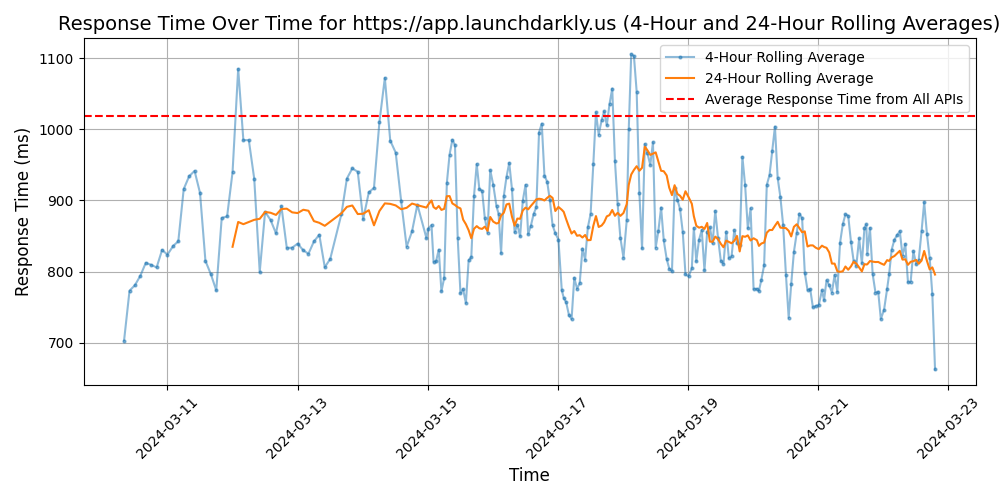 Response Time Over Time for https://app.launchdarkly.us (4-Hour and 24-Hour Rolling Averages)
4-Hour Rolling Average
24-Hour Rolling Average
Average Response Time from All APIs
Response Time (ms)
1100
1000
900
800
700
2024-03-11
2024-03-13
2024-03-15
2024-03-17
2024-03-19
2024-03-21
2024-03-23
Time